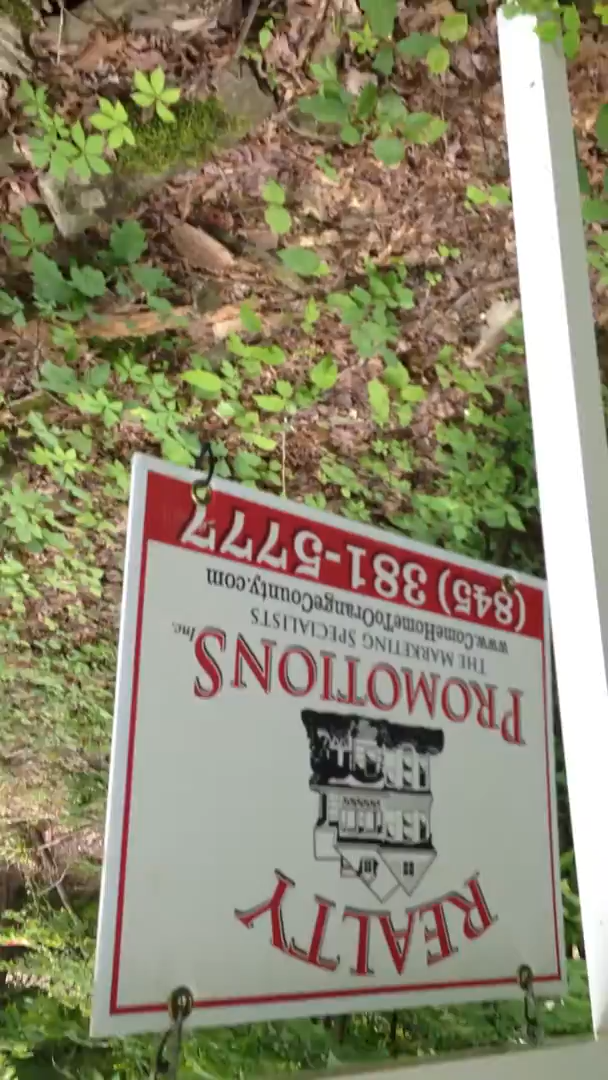 REALTY
PROMOTIONS Inc.
THE MARKETING SPECIALISTS
www.ComeHomeToOrangeCounty.com
(845) 381-5777